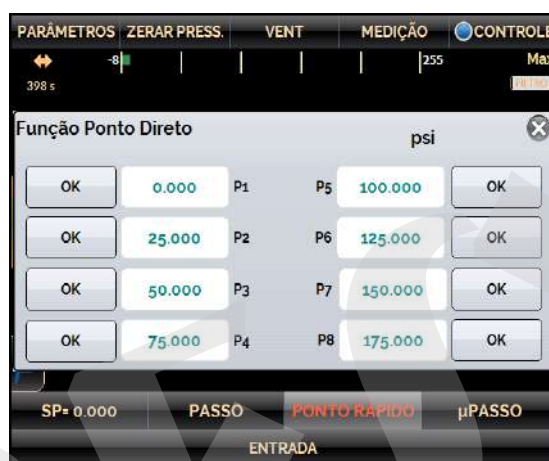 PARÂMETROS ZERAR PRESS. VENT MEDIÇÃO CONTROLE
-8 255 Max
398 s FILTRO
Função Ponto Direto psi
OK 0.000 P1 P5 100.000 OK
OK 25.000 P2 P6 125.000 OK
OK 50.000 P3 P7 150.000 OK
OK 75.000 P4 P8 175.000 OK
SP= 0.000 PASSO PONTO RÁPIDO µPASSO
ENTRADA